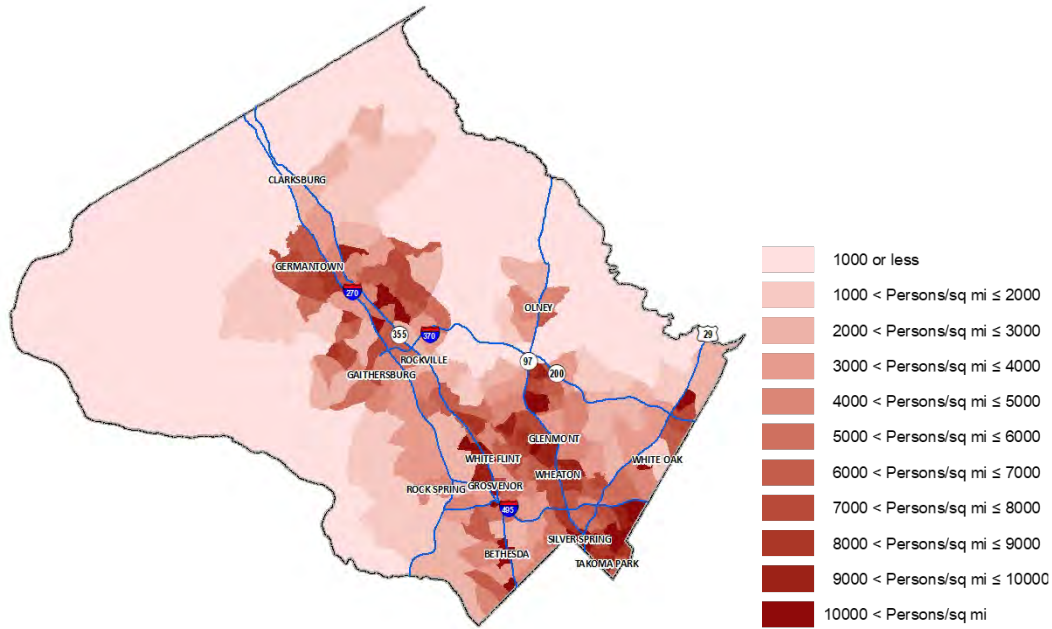 CLARKSBURG
GERMANTOWN
270
OLNEY
355
370
29
ROCKVILLE
97
200
GAITHERSBURG
GLENMONT
WHITE FLINT
WHITE OAK
WHEATON
ROCK SPRING
GROSVENOR
495
SILVER SPRING
BETHESDA
TAKOMA PARK
1000 or less
1000 < Persons/sq mi ≤ 2000
2000 < Persons/sq mi ≤ 3000
3000 < Persons/sq mi ≤ 4000
4000 < Persons/sq mi ≤ 5000
5000 < Persons/sq mi ≤ 6000
6000 < Persons/sq mi ≤ 7000
7000 < Persons/sq mi ≤ 8000
8000 < Persons/sq mi ≤ 9000
9000 < Persons/sq mi ≤ 10000
10000 < Persons/sq mi